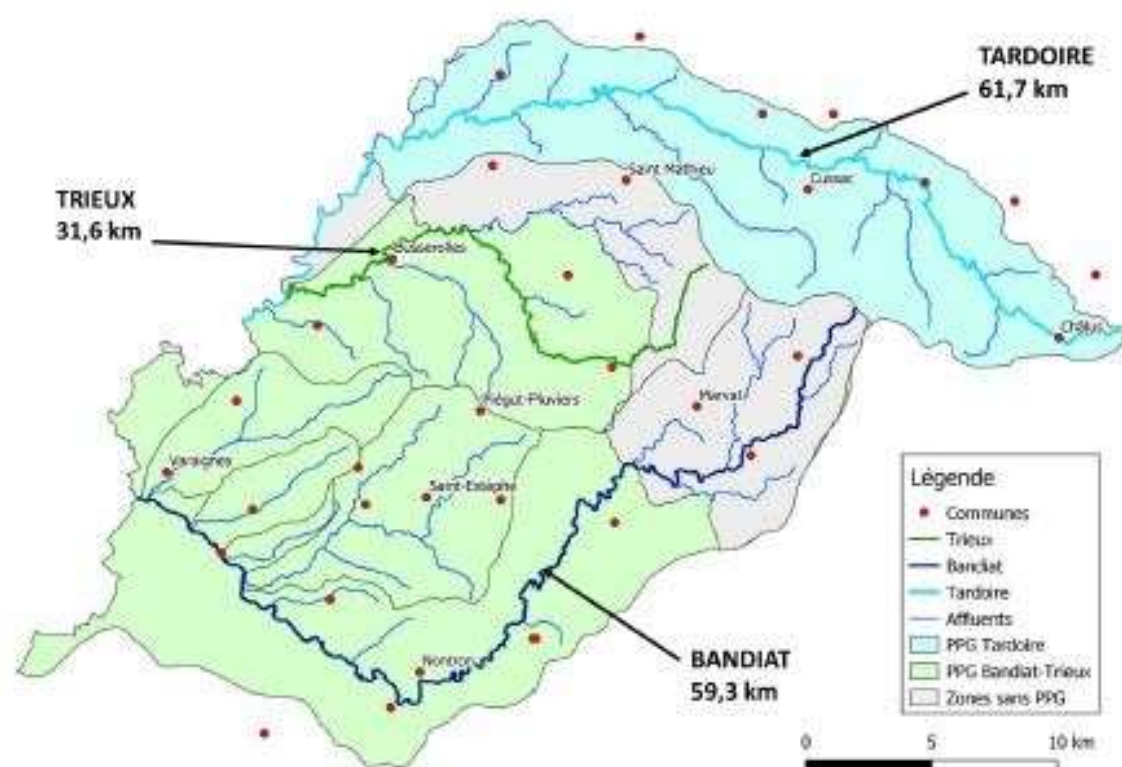 TARDOIRE
61,7 km
Saint Mathieu
Cussac
TRIEUX
31,6 km
Busserolles
Châlus
Marval
Piégut-Pluviers
Varaignes
Saint-Estèphe
Nontron
BANDIAT
59,3 km
Légende
Communes
Trieux
Bandiat
Tardoire
Affluents
PPG Tardoire
PPG Bandiat-Trieux
Zones sans PPG
0 5 10 km